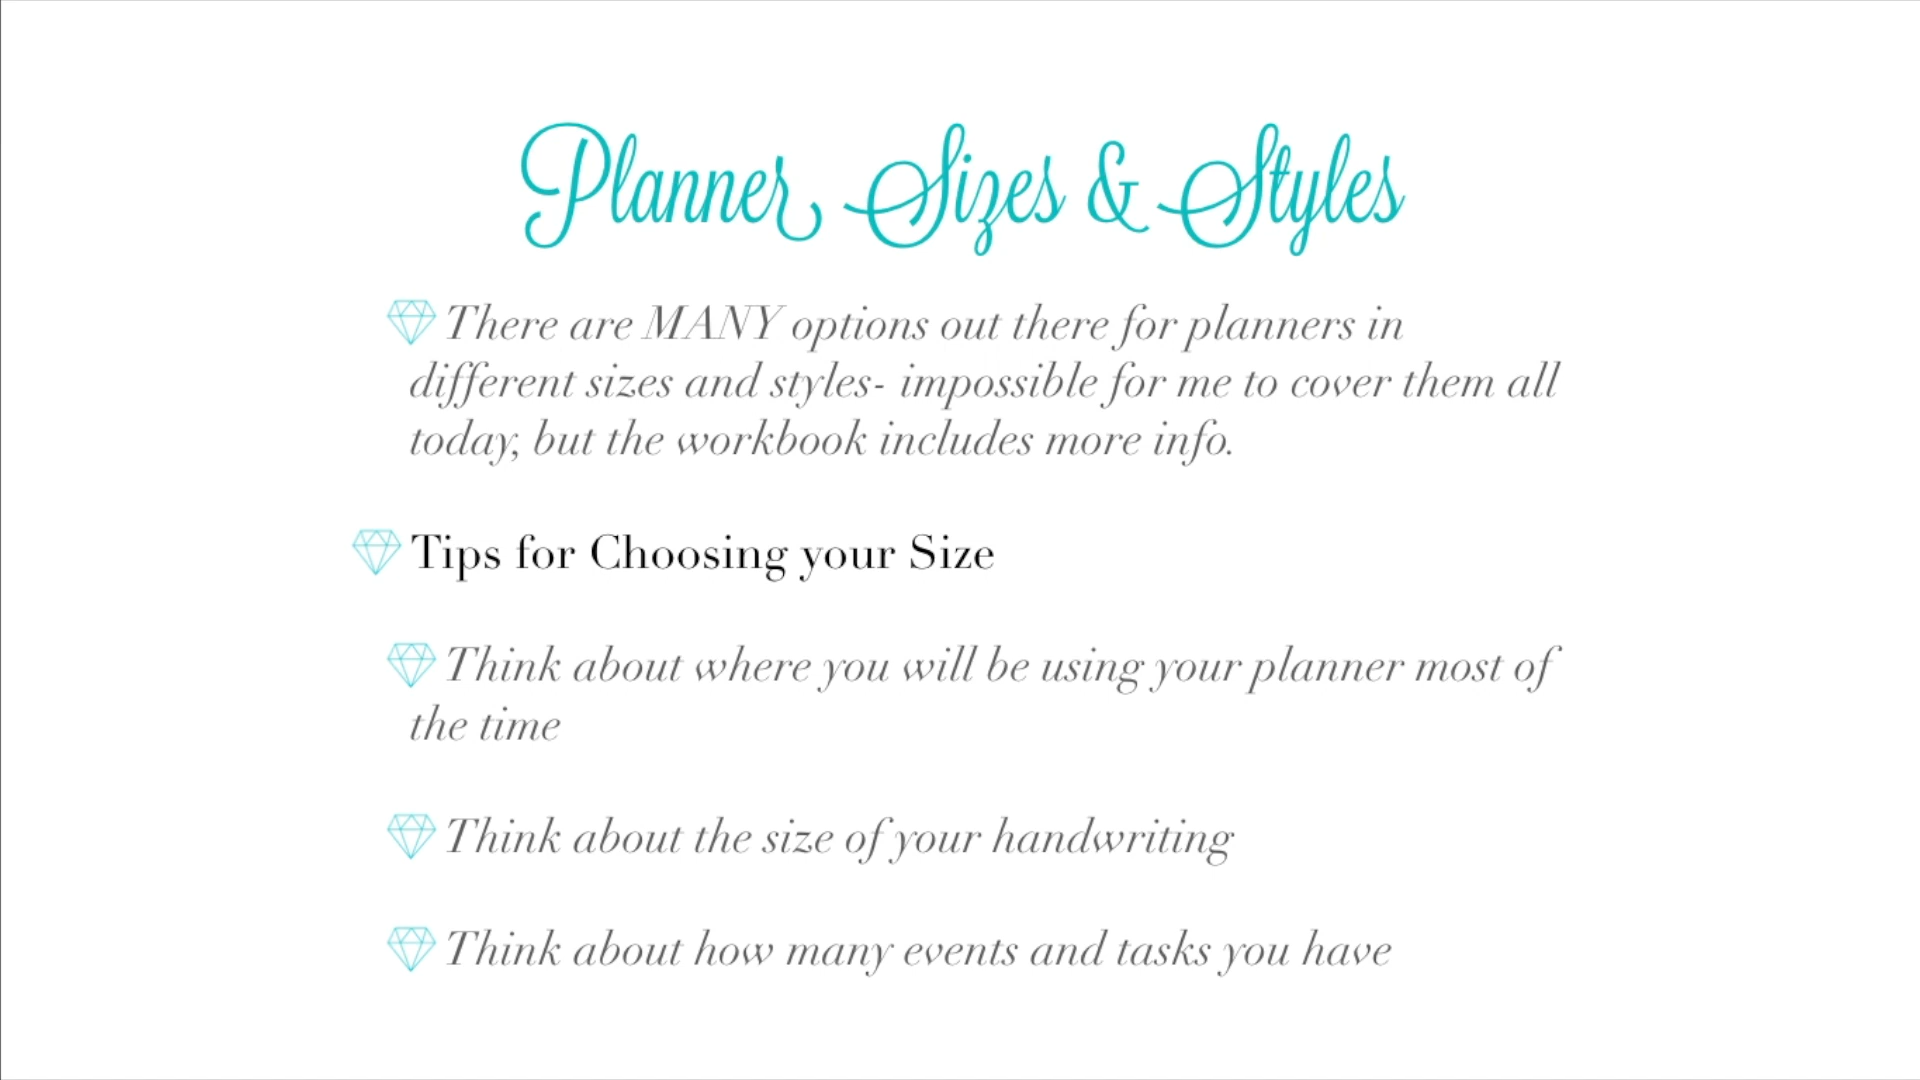 Planner Sizes & Styles
There are MANY options out there for planners in
different sizes and styles- impossible for me to cover them all
today, but the workbook includes more info.
Tips for Choosing your Size
Think about where you will be using your planner most of
the time
Think about the size of your handwriting
Think about how many events and tasks you have